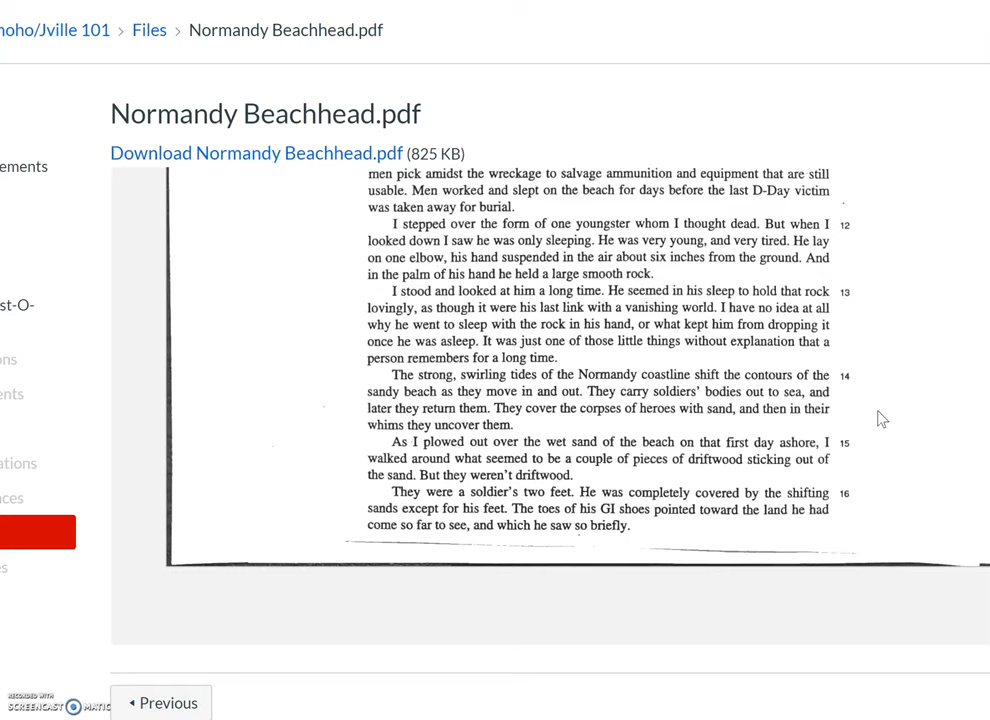 noho/Jville 101 > Files > Normandy Beachhead.pdf
Normandy Beachhead.pdf
Download Normandy Beachhead.pdf (825 KB)
ements
men pick amidst the wreckage to salvage ammunition and equipment that are still
usable. Men worked and slept on the beach for days before the last D-Day victim
was taken away for burial.
I stepped over the form of one youngster whom I thought dead. But when I 12
looked down I saw he was only sleeping. He was very young, and very tired. He lay
on one elbow, his hand suspended in the air about six inches from the ground. And
in the palm of his hand he held a large smooth rock.
I stood and looked at him a long time. He seemed in his sleep to hold that rock 13
lovingly, as though it were his last link with a vanishing world. I have no idea at all
why he went to sleep with the rock in his hand, or what kept him from dropping it
once he was asleep. It was just one of those little things without explanation that a
person remembers for a long time.
The strong, swirling tides of the Normandy coastline shift the contours of the 14
sandy beach as they move in and out. They carry soldiers' bodies out to sea, and
later they return them. They cover the corpses of heroes with sand, and then in their
whims they uncover them.
As I plowed out over the wet sand of the beach on that first day ashore, I 15
walked around what seemed to be a couple of pieces of driftwood sticking out of
the sand. But they weren't driftwood.
They were a soldier's two feet. He was completely covered by the shifting 16
sands except for his feet. The toes of his GI shoes pointed toward the land he had
come so far to see, and which he saw so briefly.
st-O-
ons
ents
ations
nces
es
RECORDED WITH
SCREENCAST MATIC
Previous